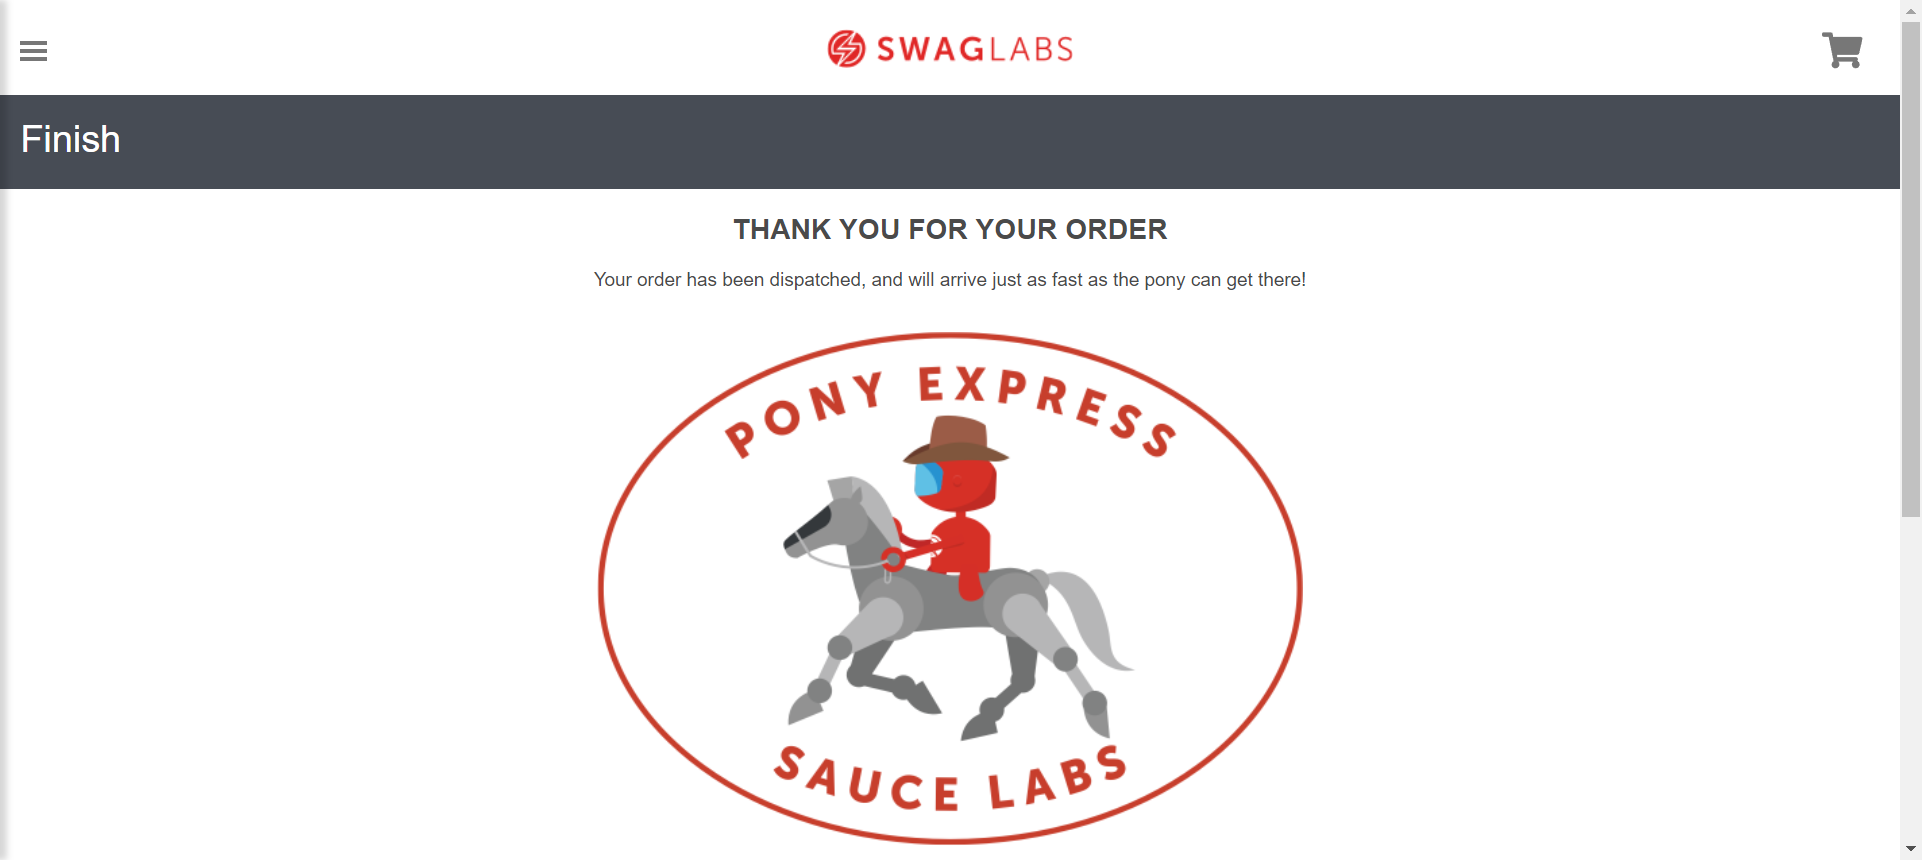 SWAGLABS
Finish
THANK YOU FOR YOUR ORDER
Your order has been dispatched, and will arrive just as fast as the pony can get there!
PONY EXPRESS
SAUCE LABS